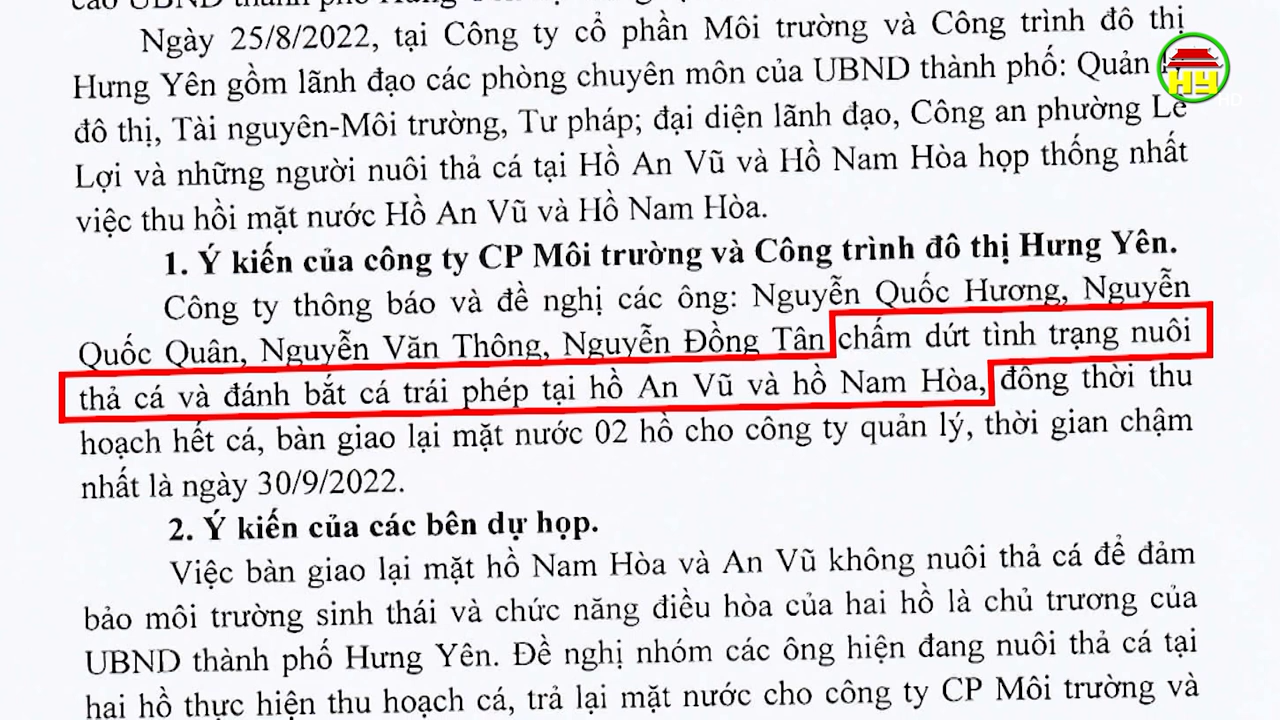 Ngày 25/8/2022, tại Công ty cổ phần Môi trường và Công trình đô thị
Hưng Yên gồm lãnh đạo các phòng chuyên môn của UBND thành phố: Quản lý
đô thị, Tài nguyên-Môi trường, Tư pháp; đại diện lãnh đạo, Công an phường Lê
Lợi và những người nuôi thả cá tại Hồ An Vũ và Hồ Nam Hòa họp thống nhất
việc thu hồi mặt nước Hồ An Vũ và Hồ Nam Hòa.
1. Ý kiến của công ty CP Môi trường và Công trình đô thị Hưng Yên.
Công ty thông báo và đề nghị các ông: Nguyễn Quốc Hương, Nguyễn
Quốc Quân, Nguyễn Văn Thông, Nguyễn Đồng Tân chấm dứt tình trạng nuôi
thả cá và đánh bắt cá trái phép tại hồ An Vũ và hồ Nam Hòa, đồng thời thu
hoạch hết cá, bàn giao lại mặt nước 02 hồ cho công ty quản lý, thời gian chậm
nhất là ngày 30/9/2022.
2. Ý kiến của các bên dự họp.
Việc bàn giao lại mặt hồ Nam Hòa và An Vũ không nuôi thả cá để đảm
bảo môi trường sinh thái và chức năng điều hòa của hai hồ là chủ trương của
UBND thành phố Hưng Yên. Đề nghị nhóm các ông hiện đang nuôi thả cá tại
hai hồ thực hiện thu hoạch cá, trả lại mặt nước cho công ty CP Môi trường và
HY
HD